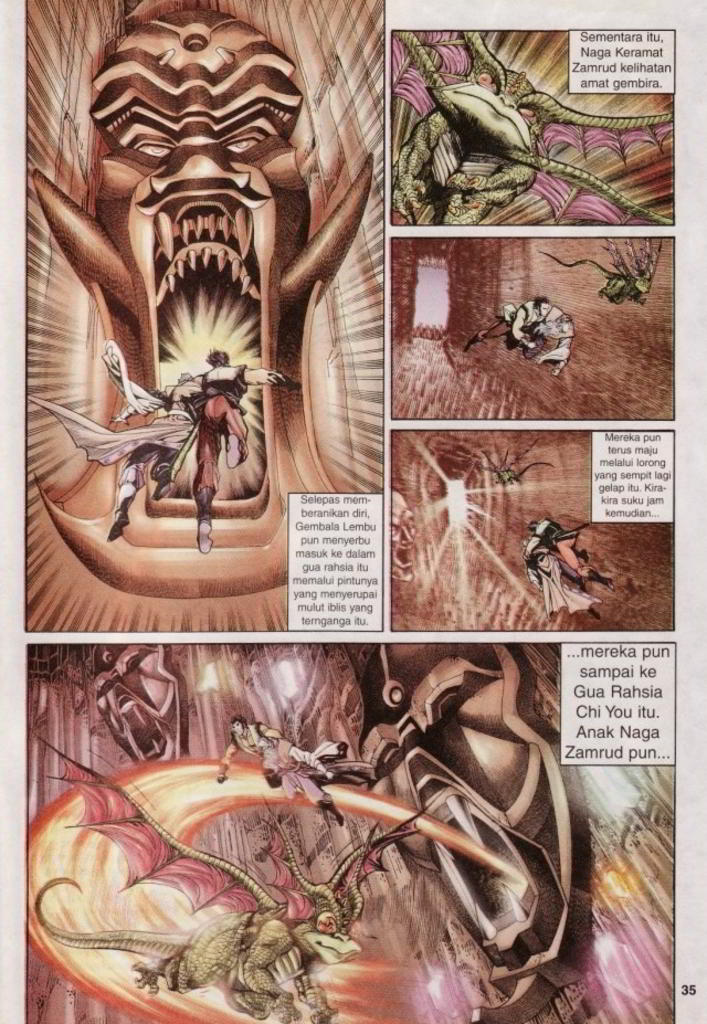 Selepas mem-
beranikan diri,
Gembala Lembu
pun menyerbu
masuk ke dalam
gua rahsia itu
memalui pintunya
yang menyerupai
mulut iblis yang
ternganga itu.
Sementara itu,
Naga Keramat
Zamrud kelihatan
amat gembira.
Mereka pun
terus maju
melalui lorong
yang sempit lagi
gelap itu. Kira-
kira suku jam
kemudian...
...mereka pun
sampai ke
Gua Rahsia
Chi You itu.
Anak Naga
Zamrud pun...
35